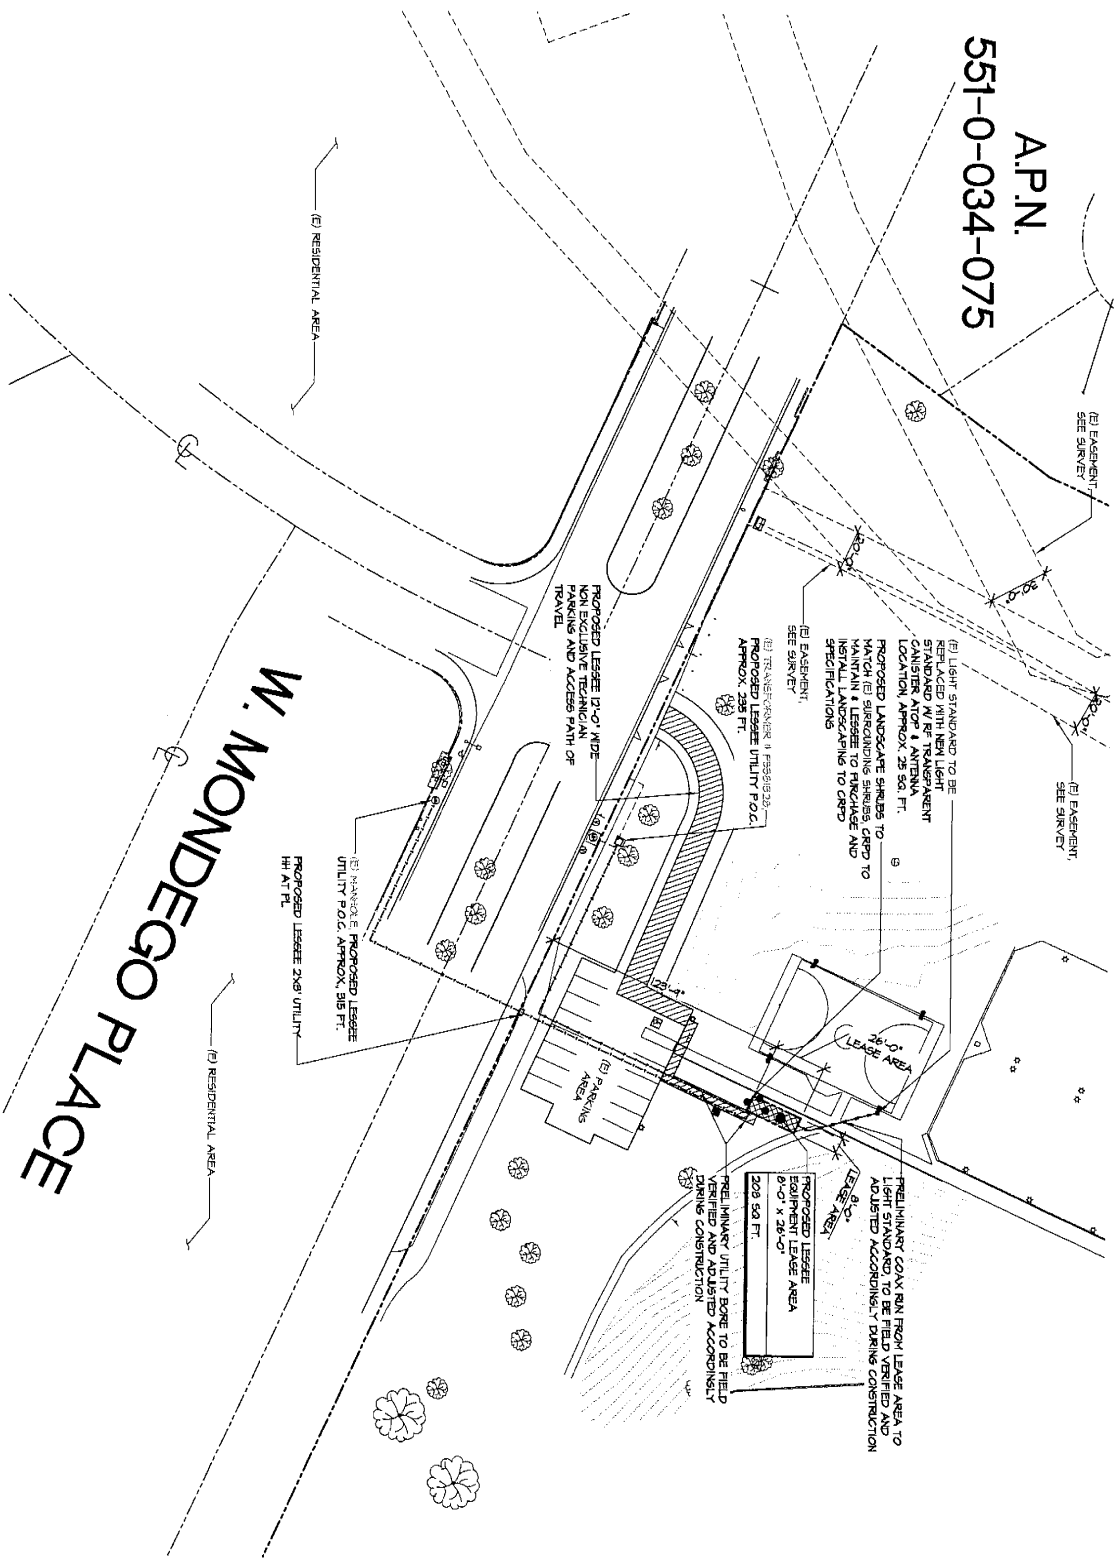 A.P.N.
551-0-034-075
(E) EASEMENT,
SEE SURVEY
30'-0"
(E) EASEMENT,
SEE SURVEY
(E) EASEMENT,
SEE SURVEY
(E) RESIDENTIAL AREA
(E) LIGHT STANDARD TO BE
REPLACED WITH NEW LIGHT
STANDARD W/ RF TRANSPARENT
CANISTER ATOP & ANTENNA
LOCATION, APPROX. 25 SQ. FT.
PROPOSED LANDSCAPE SHRUBS TO
MATCH (E) SURROUNDING SHRUBS, CRPD TO
MAINTAIN & LESSEE TO PURCHASE AND
INSTALL LANDSCAPING TO CRPD
SPECIFICATIONS
(E) TRANSFORMER
PROPOSED LESSEE UTILITY P.O.C.
PROPOSED LESSEE 12'-0" WIDE
NON EXCLUSIVE TECHNICIAN
PARKING AND ACCESS PATH OF
TRAVEL
26'-0"
LEASE AREA
123'-4"
(E) PARKING
AREA
8'-0"
LEASE AREA
PRELIMINARY COAX RUN FROM LEASE AREA TO
LIGHT STANDARD, TO BE FIELD VERIFIED AND
ADJUSTED ACCORDINGLY DURING CONSTRUCTION
PROPOSED LESSEE
EQUIPMENT LEASE AREA
8'-0" X 26'-0"
208 SQ FT.
PRELIMINARY UTILITY BORE TO BE FIELD
VERIFIED AND ADJUSTED ACCORDINGLY
DURING CONSTRUCTION
(E) MANHOLE, PROPOSED LESSEE
UTILITY P.O.C. APPROX. 315 FT.
PROPOSED LESSEE 2'X3' UTILITY
HH AT PL
W. MONDEGO PLACE
(E) RESIDENTIAL AREA